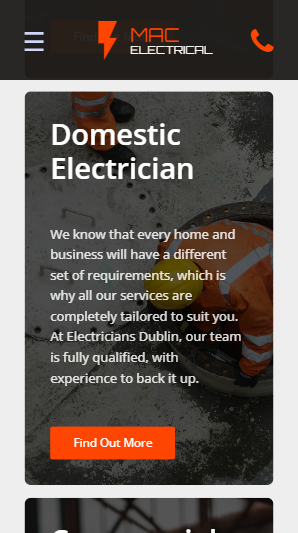 MAC
ELECTRICAL
Domestic
Electrician
We know that every home and
business will have a different
set of requirements, which is
why all our services are
completely tailored to suit you.
At Electricians Dublin, our team
is fully qualified, with
experience to back it up.
Find Out More